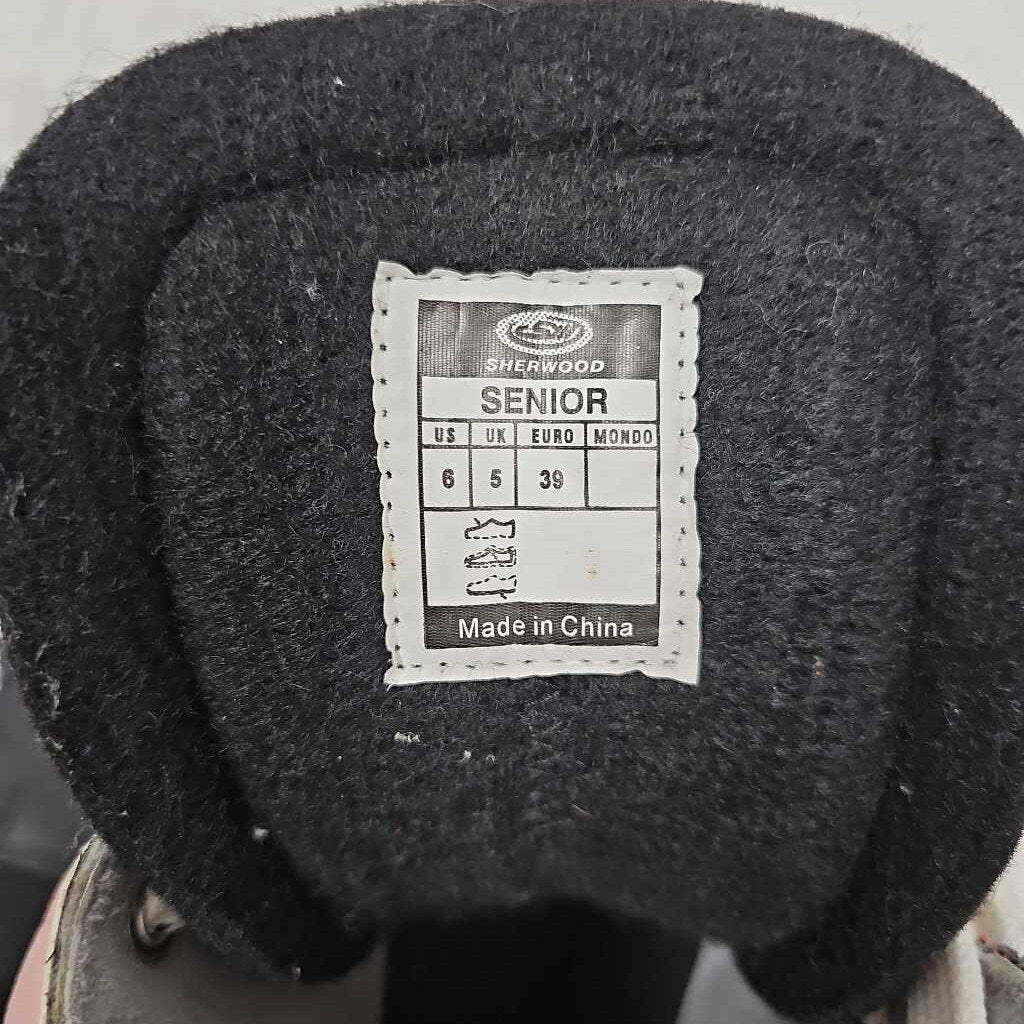 SHERWOOD
SENIOR
US UK EURO MONDO
6 5 39
Made in China